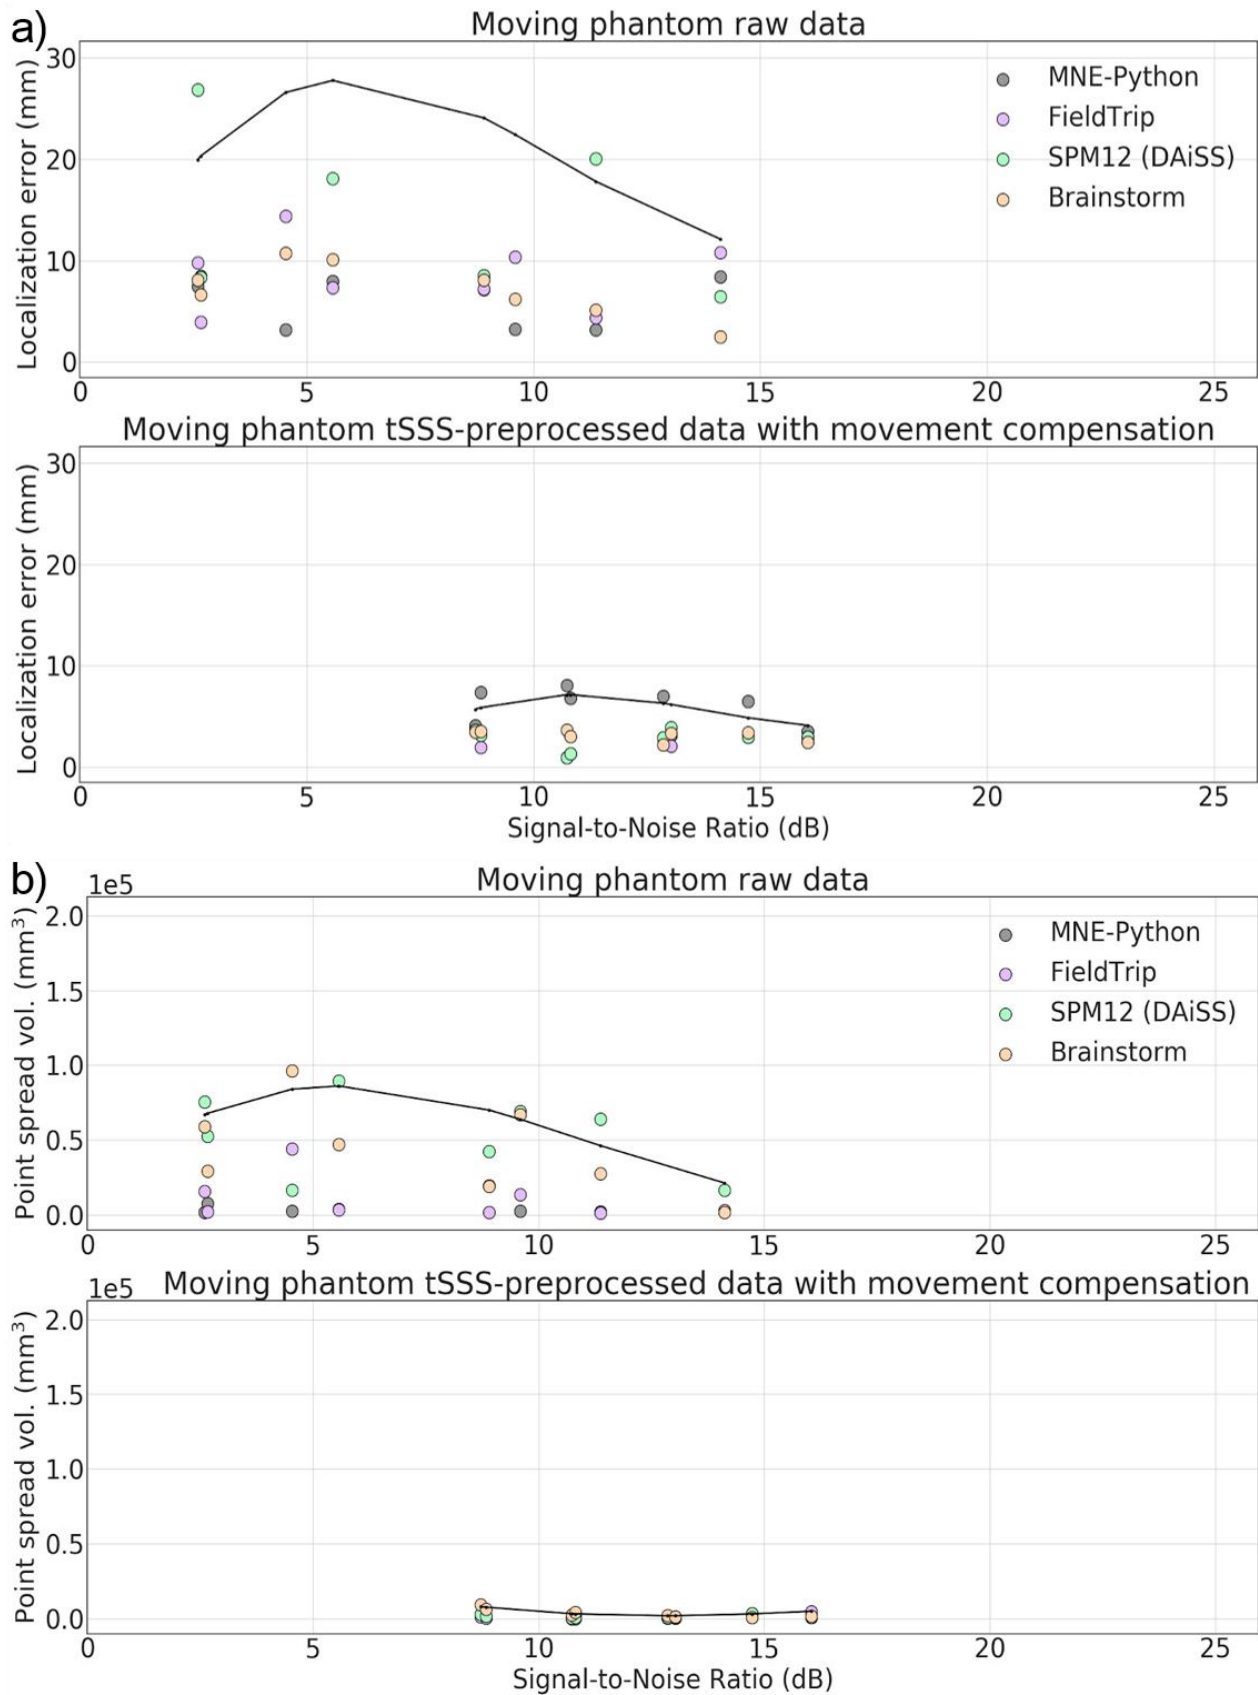 a)
Moving phantom raw data
Localization error (mm)
30
20
10
0
MNE-Python
FieldTrip
SPM12 (DAiSS)
Brainstorm
0 5 10 15 20 25
Moving phantom tSSS-preprocessed data with movement compensation
Localization error (mm)
30
20
10
0
0 5 10 15 20 25
Signal-to-Noise Ratio (dB)
b)
1e5
Moving phantom raw data
Point spread vol. (mm³)
2.0
1.5
1.0
0.5
0.0
MNE-Python
FieldTrip
SPM12 (DAiSS)
Brainstorm
0 5 10 15 20 25
1e5
Moving phantom tSSS-preprocessed data with movement compensation
Point spread vol. (mm³)
2.0
1.5
1.0
0.5
0.0
0 5 10 15 20 25
Signal-to-Noise Ratio (dB)